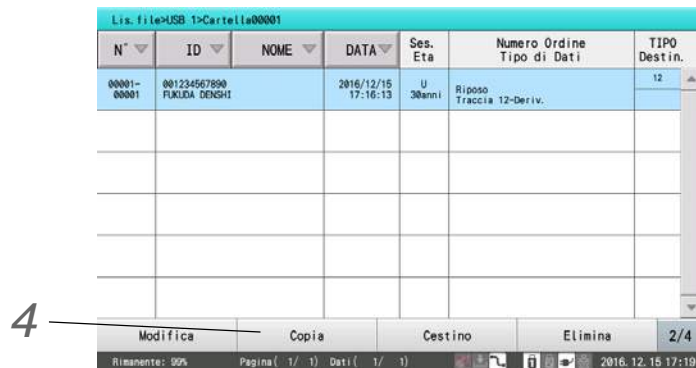 Lis. file>USB 1>Cartella00001
N° ID NOME DATA Ses. Eta Numero Ordine Tipo di Dati TIPO Destin.
00001-00001 001234567890 FUKUDA DENSHI 2016/12/15 17:16:13 U 30anni Riposo Traccia 12-Deriv. 12
4
Modifica Copia Cestino Elimina 2/4
Rimanente: 99% Pagina( 1/ 1) Dati( 1/ 1) 2016.12.15 17:19